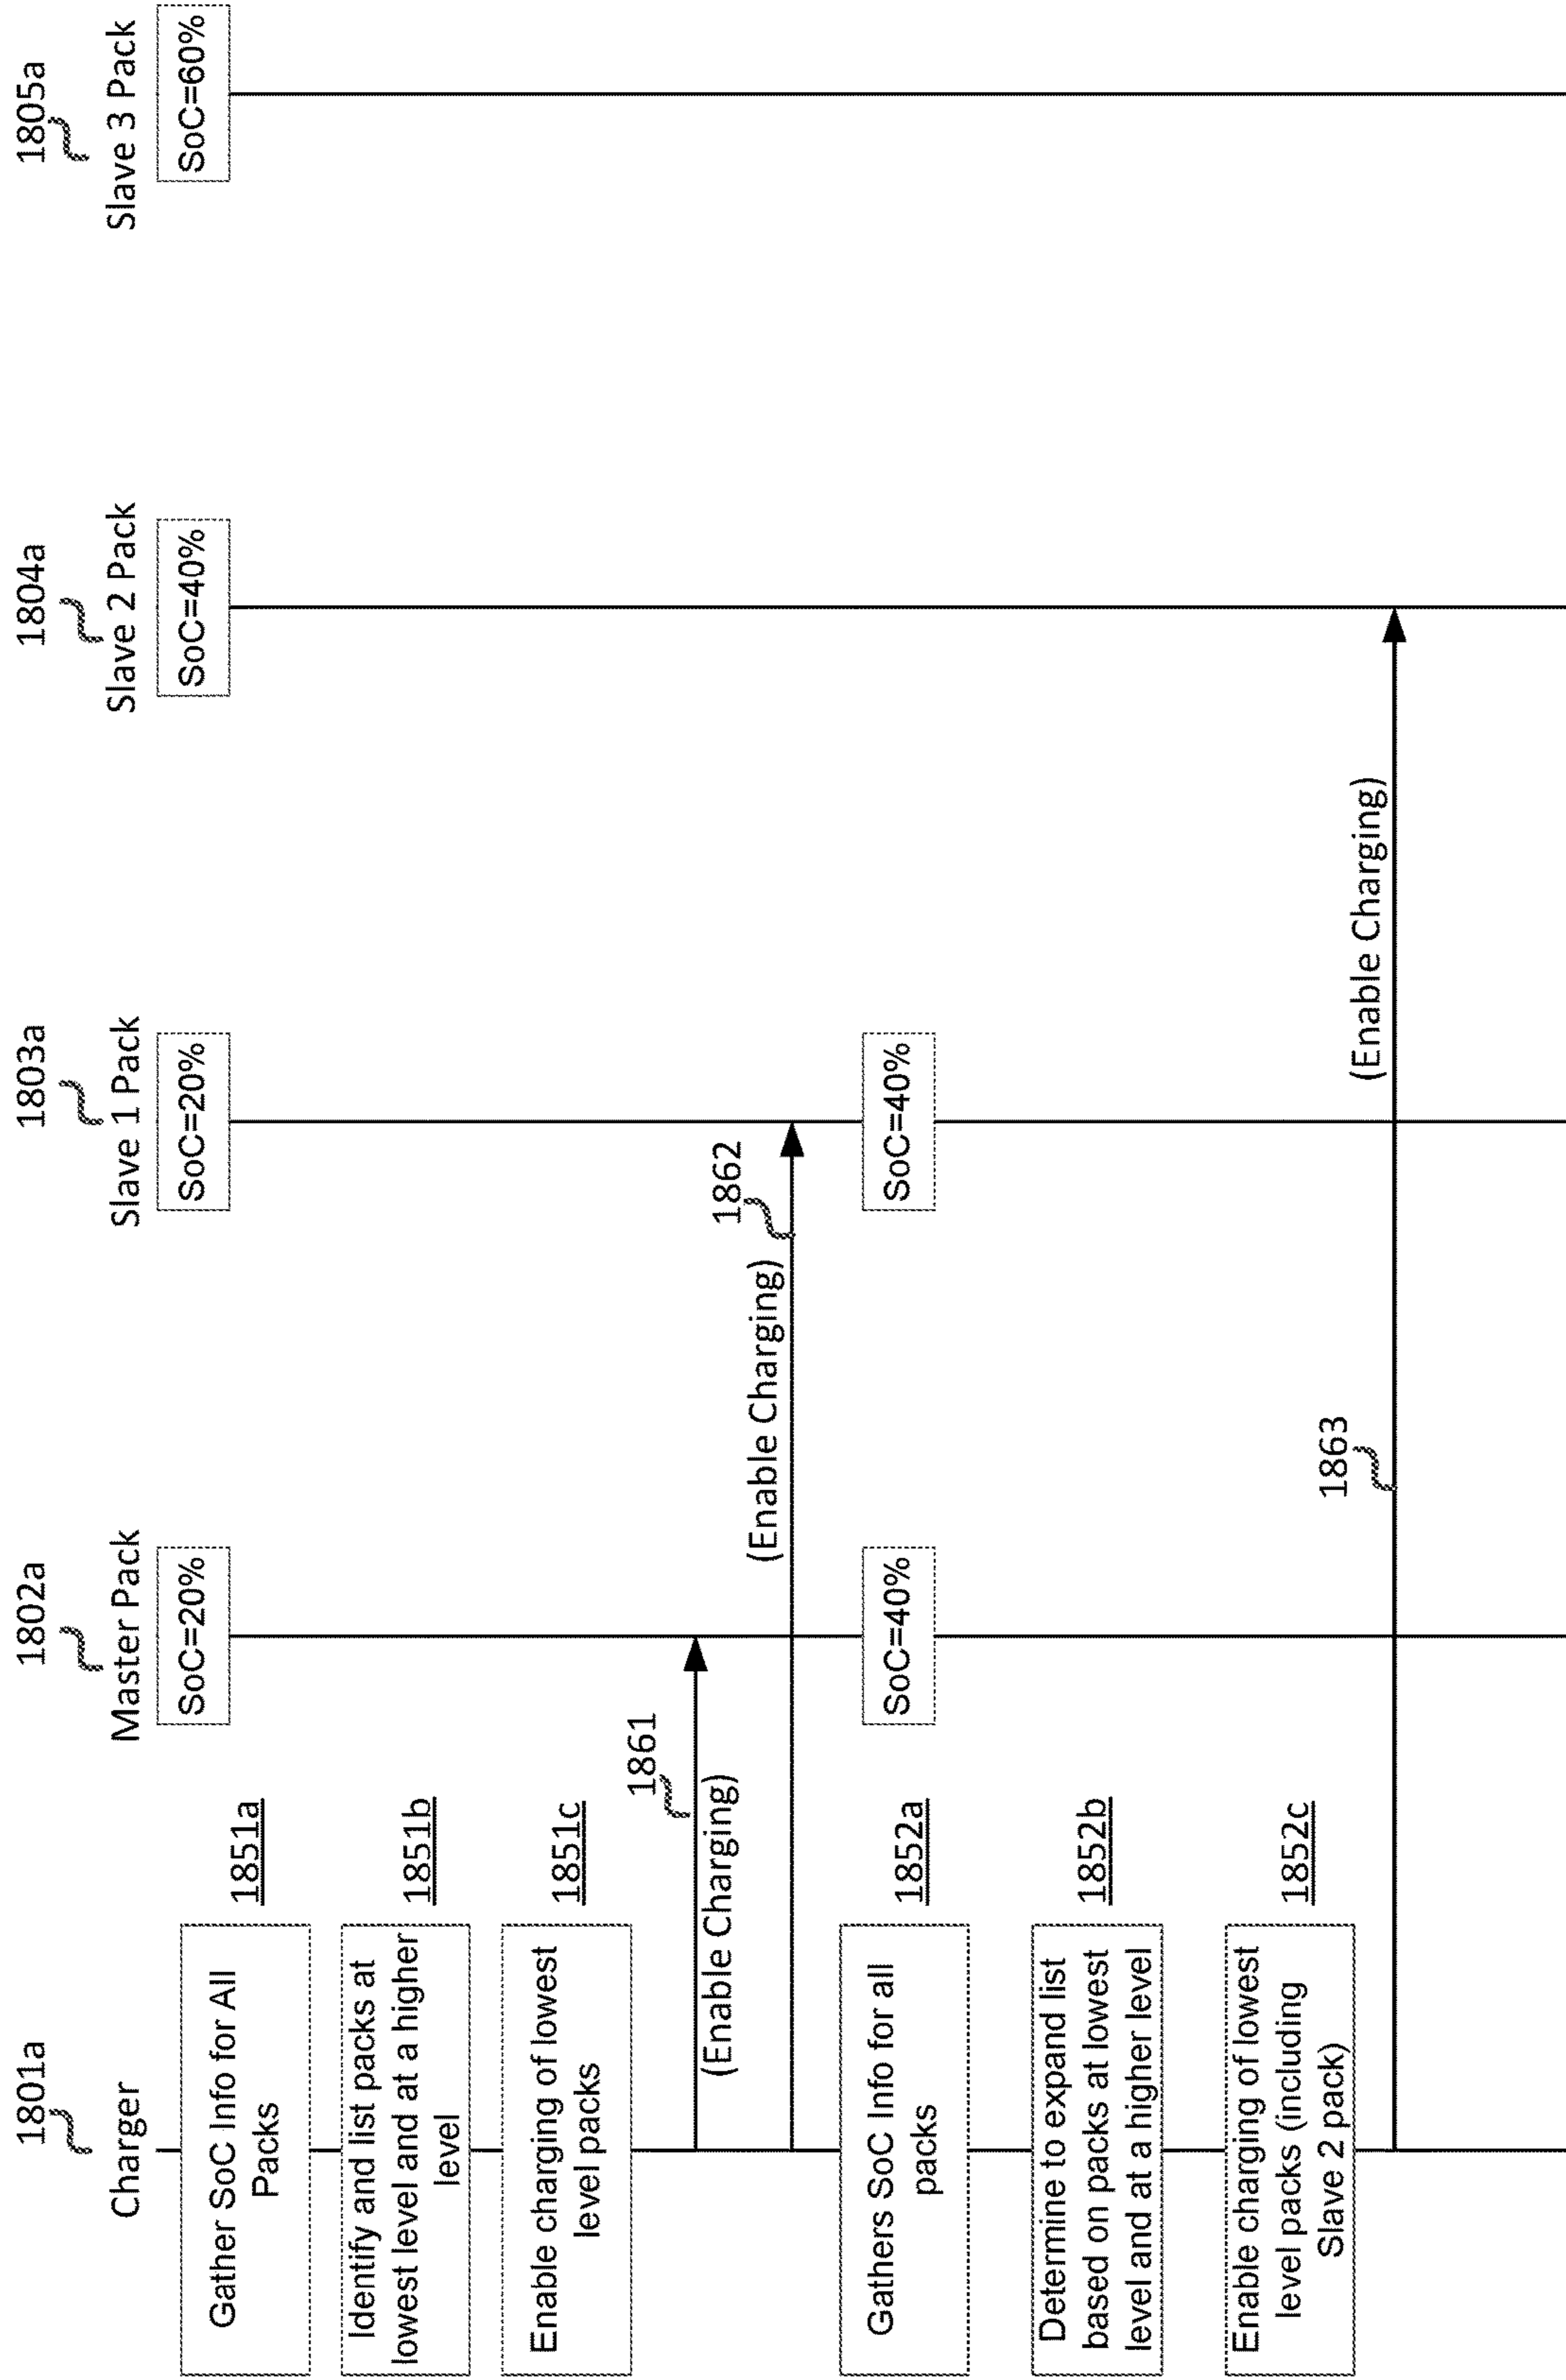 1801a
Charger
1802a
Master Pack
1803a
Slave 1 Pack
1804a
Slave 2 Pack
1805a
Slave 3 Pack
SoC=20%
SoC=20%
SoC=40%
SoC=60%
Gather SoC Info for All
Packs
1851a
Identify and list packs at
lowest level and at a higher
level
1851b
Enable charging of lowest
level packs
1851c
1861
(Enable Charging)
1862
(Enable Charging)
Gathers SoC Info for all
packs
1852a
SoC=40%
SoC=40%
Determine to expand list
based on packs at lowest
level and at a higher level
1852b
Enable charging of lowest
level packs (including
Slave 2 pack)
1852c
1863
(Enable Charging)